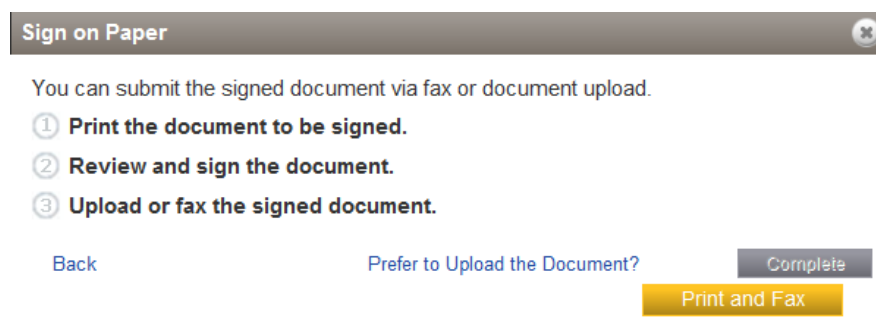 Sign on Paper
You can submit the signed document via fax or document upload.
1 Print the document to be signed.
2 Review and sign the document.
3 Upload or fax the signed document.
Back Prefer to Upload the Document? Complete
Print and Fax